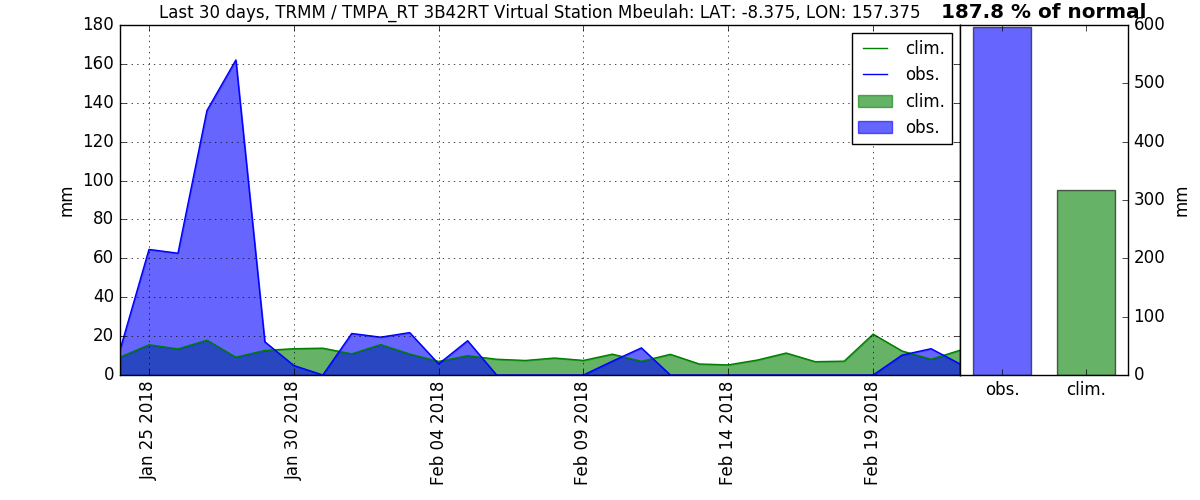 Last 30 days, TRMM / TMPA_RT 3B42RT Virtual Station Mbeulah: LAT: -8.375, LON: 157.375
187.8 % of normal
180
160
140
120
100
80
60
40
20
0
mm
clim.
obs.
clim.
obs.
Jan 25 2018
Jan 30 2018
Feb 04 2018
Feb 09 2018
Feb 14 2018
Feb 19 2018
600
500
400
300
200
100
0
mm
obs.
clim.